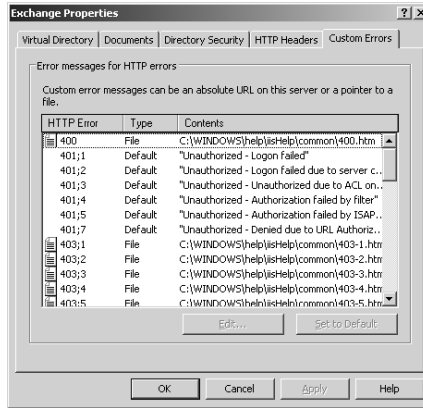 Exchange Properties ? X
Virtual Directory Documents Directory Security HTTP Headers Custom Errors
Error messages for HTTP errors
Custom error messages can be an absolute URL on this server or a pointer to a
file.
HTTP Error Type Contents
400 File C:\WINDOWS\help\iisHelp\common\400.htm
401;1 Default "Unauthorized - Logon failed"
401;2 Default "Unauthorized - Logon failed due to server c...
401;3 Default "Unauthorized - Unauthorized due to ACL on...
401;4 Default "Unauthorized - Authorization failed by filter"
401;5 Default "Unauthorized - Authorization failed by ISAP...
401;7 Default "Unauthorized - Denied due to URL Authoriz...
403;1 File C:\WINDOWS\help\iisHelp\common\403-1.htm
403;2 File C:\WINDOWS\help\iisHelp\common\403-2.htm
403;3 File C:\WINDOWS\help\iisHelp\common\403-3.htm
403;4 File C:\WINDOWS\help\iisHelp\common\403-4.htm
403;5 File C:\WINDOWS\help\iisHelp\common\403-5.htm
Edit... Set to Default
OK Cancel Apply Help